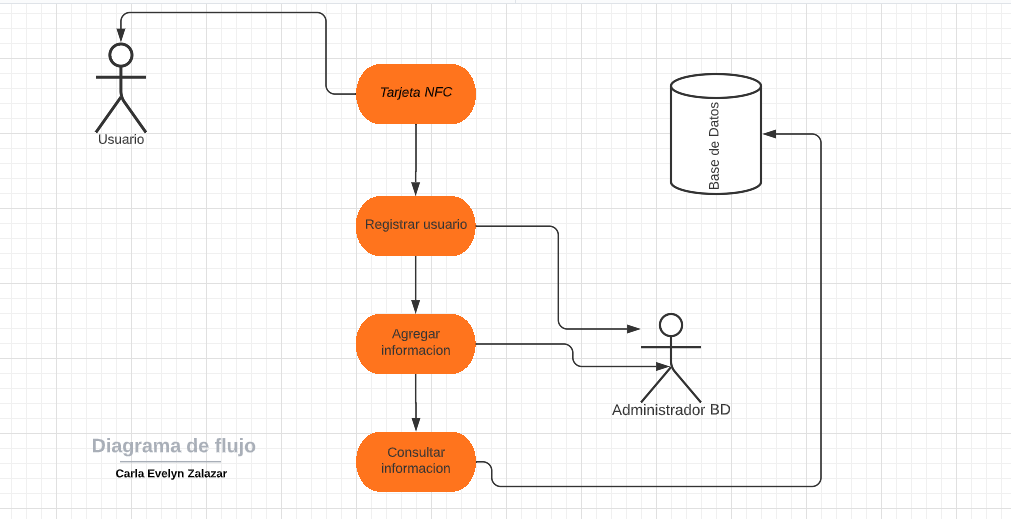 Tarjeta NFC
Usuario
Base de Datos
Registrar usuario
Agregar
informacion
Administrador BD
Consultar
informacion
Diagrama de flujo
Carla Evelyn Zalazar